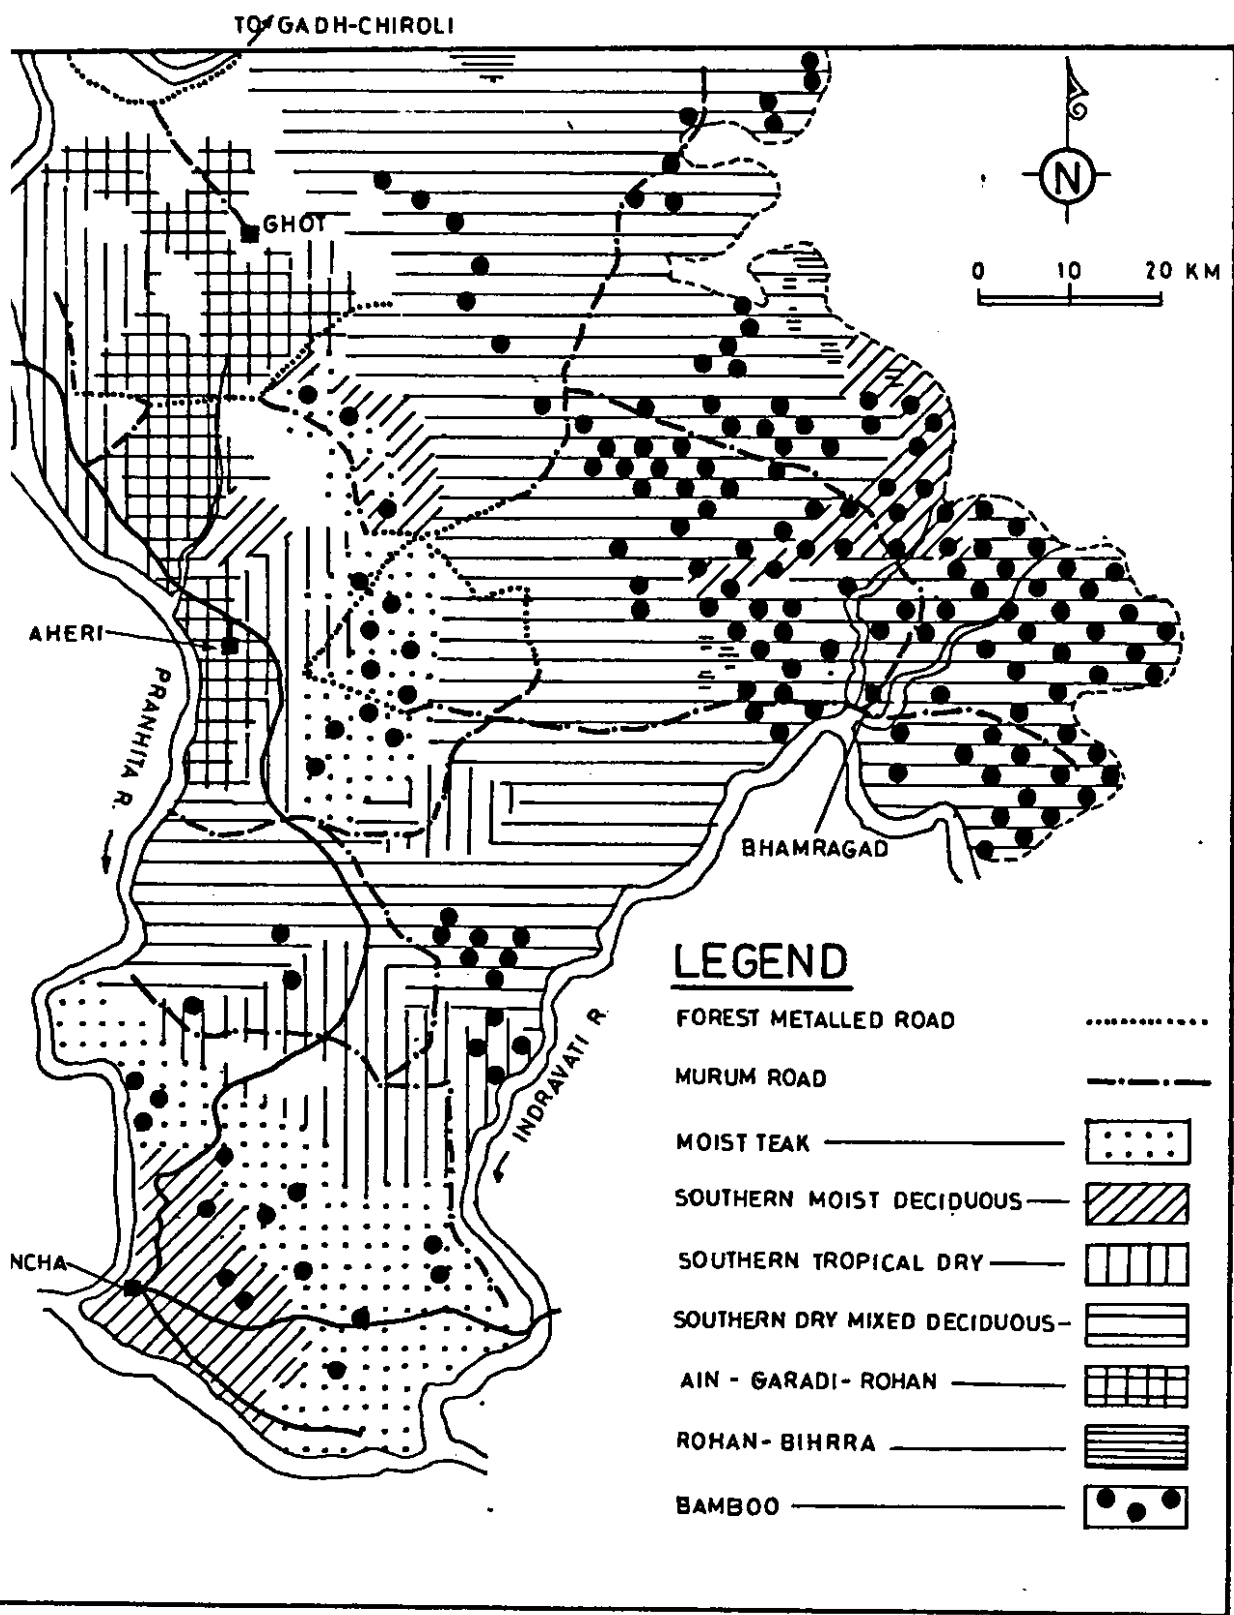 TO GADH-CHIROLI
GHOT
N
0 10 20 KM
AHERI
PRANHITA R.
BHAMRAGAD
INDRAVATI R.
NCHA
LEGEND
FOREST METALLED ROAD
MURUM ROAD
MOIST TEAK
SOUTHERN MOIST DECIDUOUS
SOUTHERN TROPICAL DRY
SOUTHERN DRY MIXED DECIDUOUS
AIN - GARADI - ROHAN
ROHAN - BIHRRA
BAMBOO